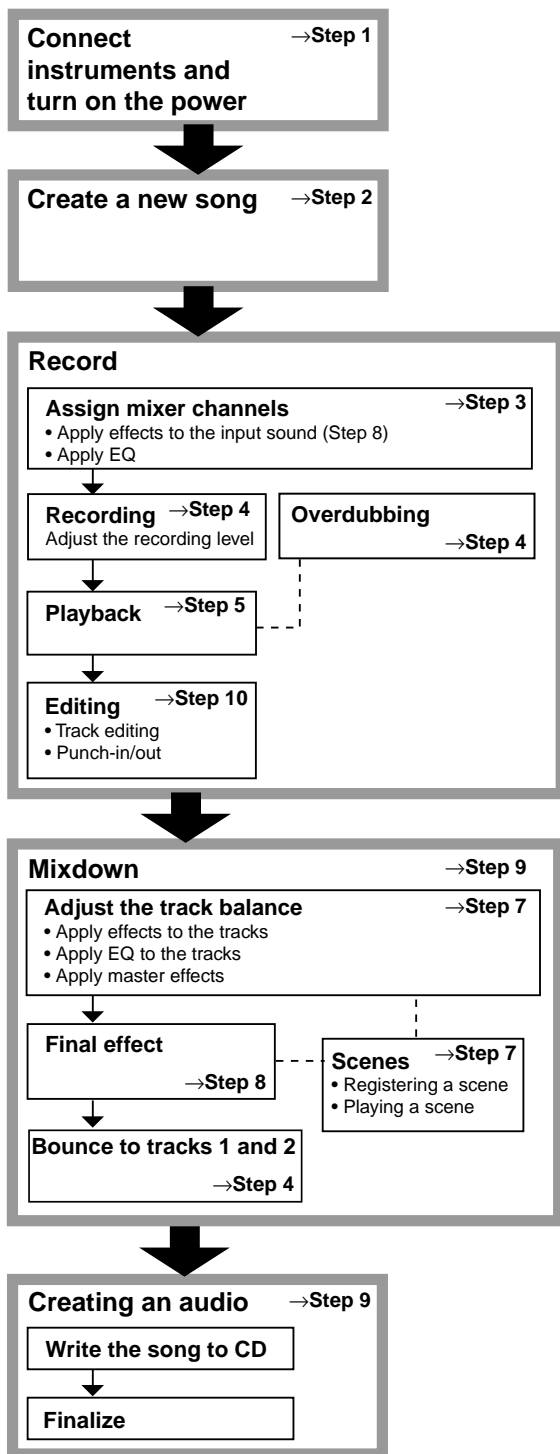 Connect →Step 1
instruments and
turn on the power
Create a new song →Step 2
Record
Assign mixer channels →Step 3
• Apply effects to the input sound (Step 8)
• Apply EQ
Recording →Step 4
Adjust the recording level
Overdubbing
→Step 4
Playback →Step 5
Editing →Step 10
• Track editing
• Punch-in/out
Mixdown →Step 9
Adjust the track balance →Step 7
• Apply effects to the tracks
• Apply EQ to the tracks
• Apply master effects
Final effect
→Step 8
Scenes →Step 7
• Registering a scene
• Playing a scene
Bounce to tracks 1 and 2
→Step 4
Creating an audio →Step 9
Write the song to CD
Finalize